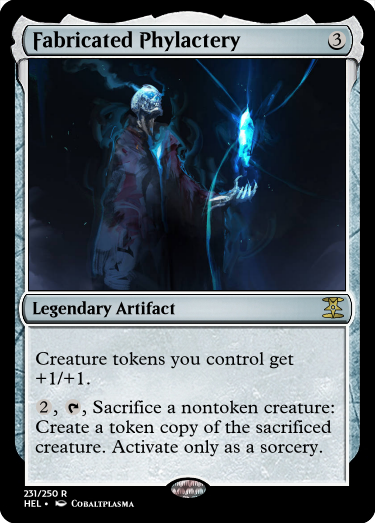 Fabricated Phylactery 3
Legendary Artifact
Creature tokens you control get
+1/+1.
2, , Sacrifice a nontoken creature:
Create a token copy of the sacrificed
creature. Activate only as a sorcery.
231/250 R
HEL • Cobaltplasma